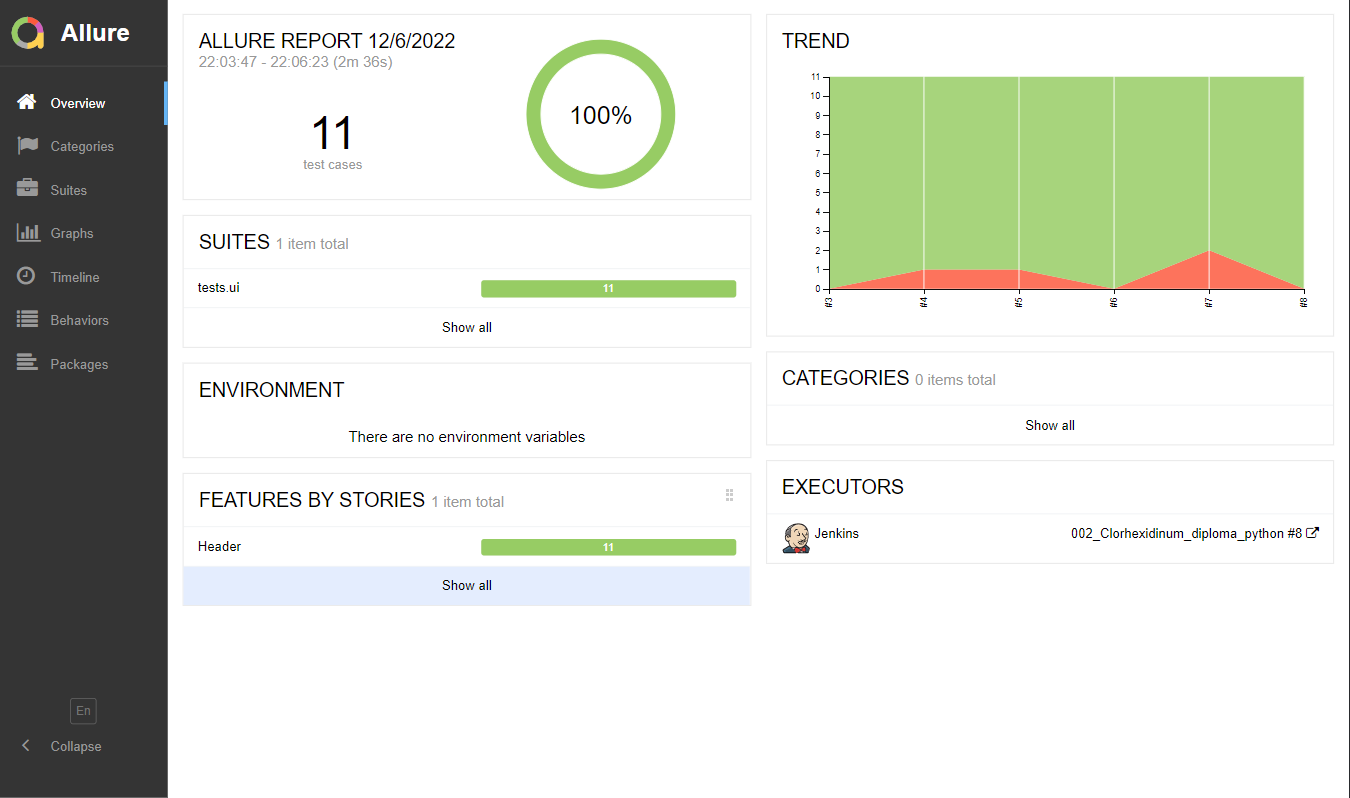 Allure
Overview
Categories
Suites
Graphs
Timeline
Behaviors
Packages
En
Collapse
ALLURE REPORT 12/6/2022
22:03:47 - 22:06:23 (2m 36s)
11
test cases
100%
SUITES 1 item total
tests.ui 11
Show all
ENVIRONMENT
There are no environment variables
FEATURES BY STORIES 1 item total
Header 11
Show all
TREND
11
10
9
8
7
6
5
4
3
2
1
0
#3 #4 #5 #6 #7 #8
CATEGORIES 0 items total
Show all
EXECUTORS
Jenkins 002_Clorhexidinum_diploma_python #8